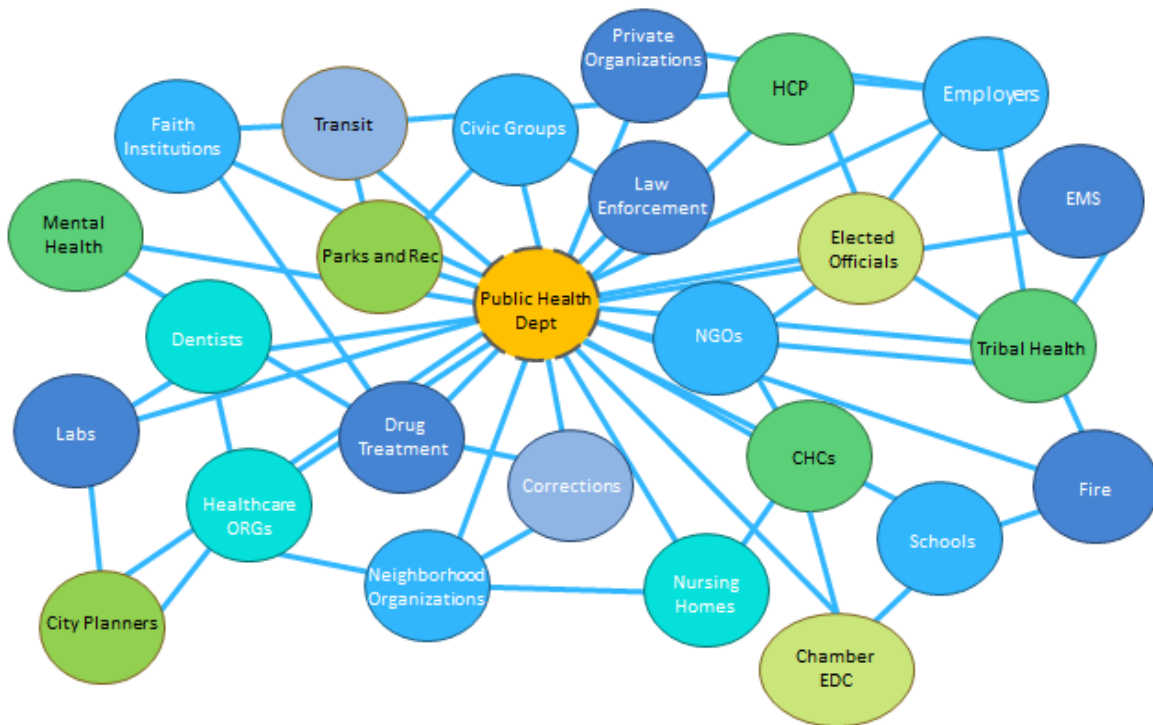 Private
Organizations
HCP
Employers
Faith
Institutions
Transit
Civic Groups
Law
Enforcement
EMS
Mental
Health
Parks and Rec
Elected
Officials
Public Health
Dept
Dentists
NGOs
Tribal Health
Labs
Drug
Treatment
CHCs
Corrections
Fire
Healthcare
ORGs
Schools
Neighborhood
Organizations
Nursing
Homes
City Planners
Chamber
EDC